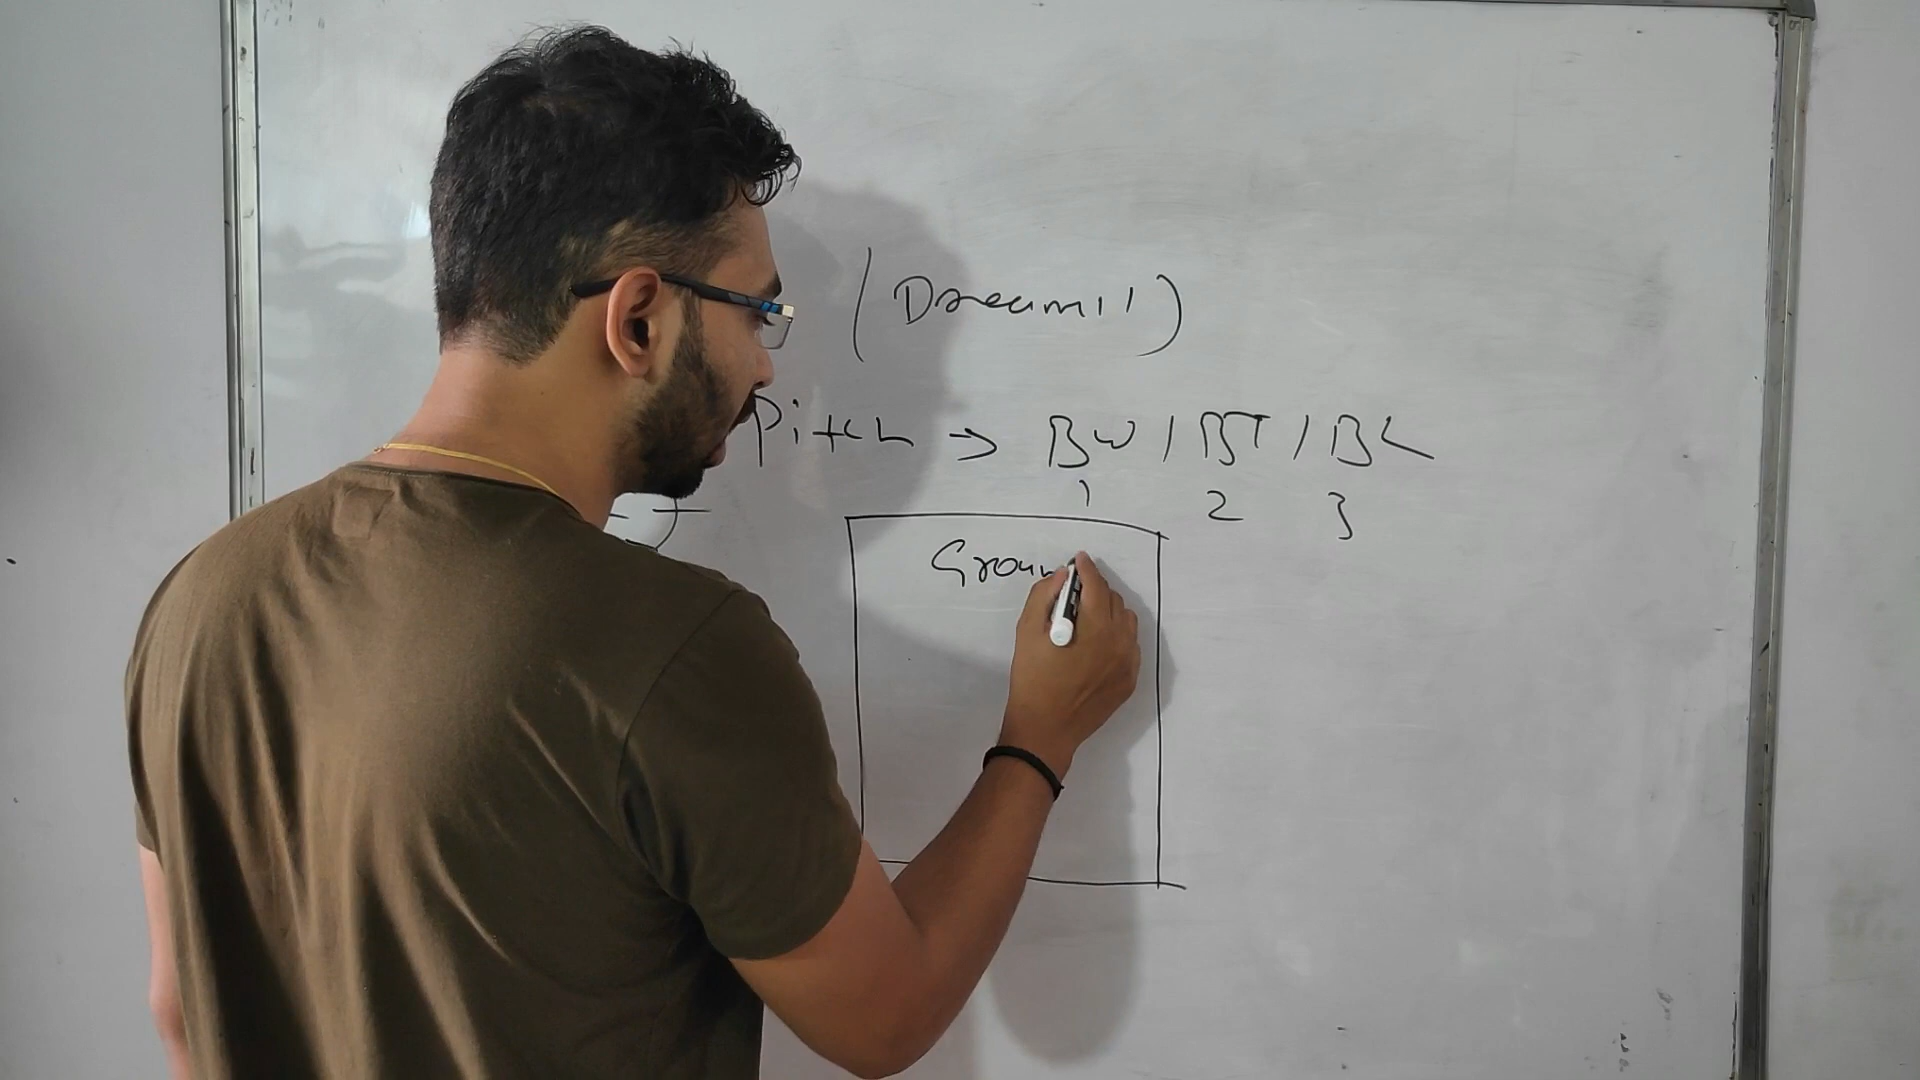 (Dream11)
Pitch → BW / BT / BL
1 2 3
Groun